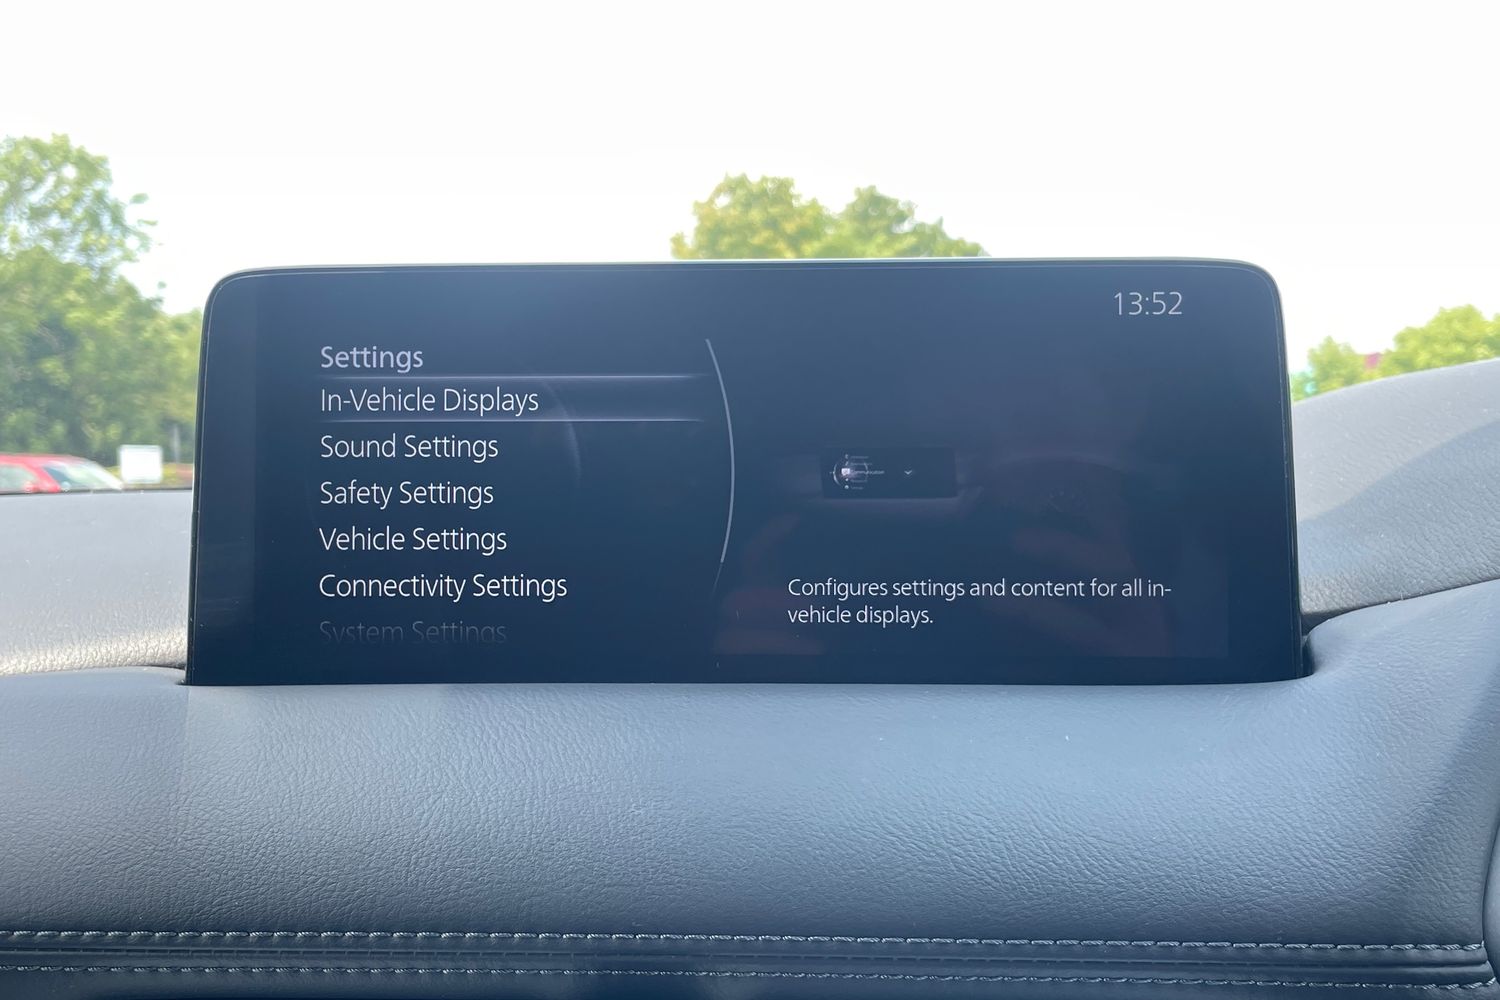 13:52
Settings
In-Vehicle Displays
Sound Settings
Safety Settings
Vehicle Settings
Connectivity Settings
System Settings
Configures settings and content for all in-
vehicle displays.